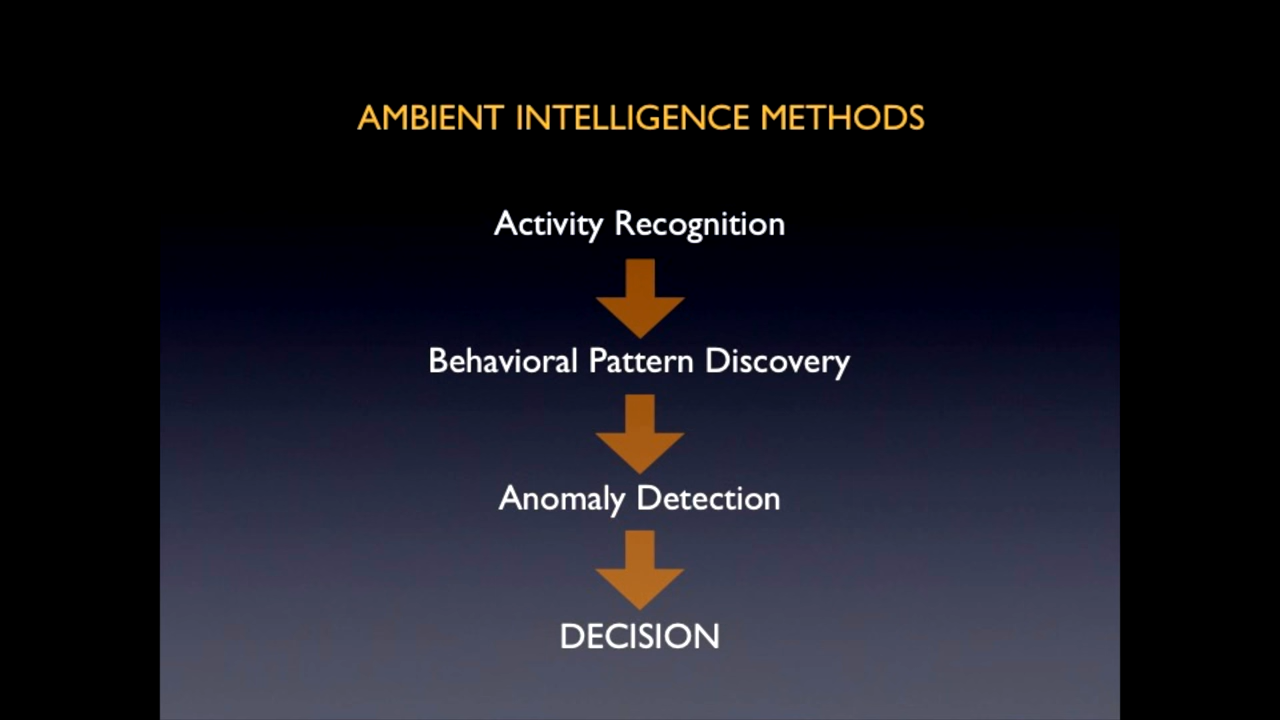 AMBIENT INTELLIGENCE METHODS
Activity Recognition
Behavioral Pattern Discovery
Anomaly Detection
DECISION